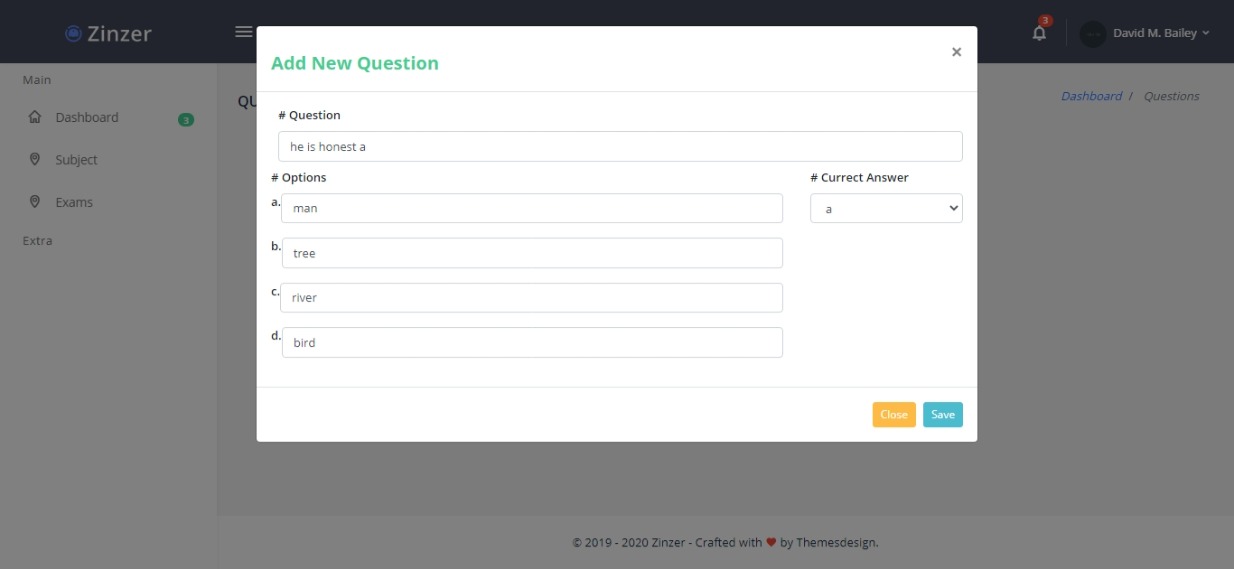 Zinzer
3
David M. Bailey
Main
Dashboard
3
Subject
Exams
Extra
QU
Dashboard / Questions
Add New Question
×
# Question
he is honest a
# Options
# Currect Answer
a.
man
a
b.
tree
c.
river
d.
bird
Close
Save
© 2019 - 2020 Zinzer - Crafted with ❤ by Themesdesign.